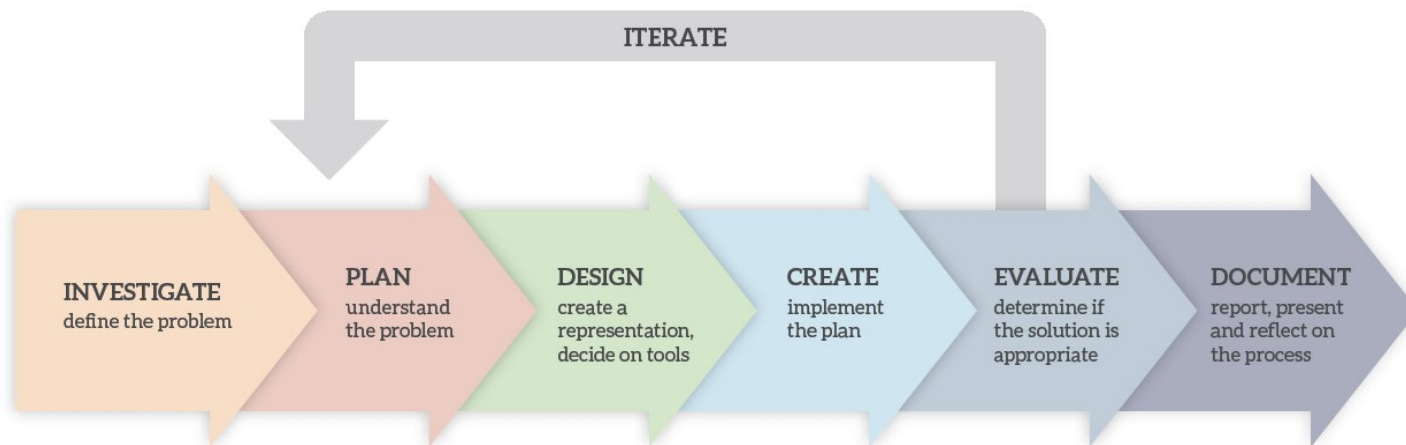 ITERATE
INVESTIGATE
define the problem
PLAN
understand
the problem
DESIGN
create a
representation,
decide on tools
CREATE
implement
the plan
EVALUATE
determine if
the solution is
appropriate
DOCUMENT
report, present
and reflect on
the process